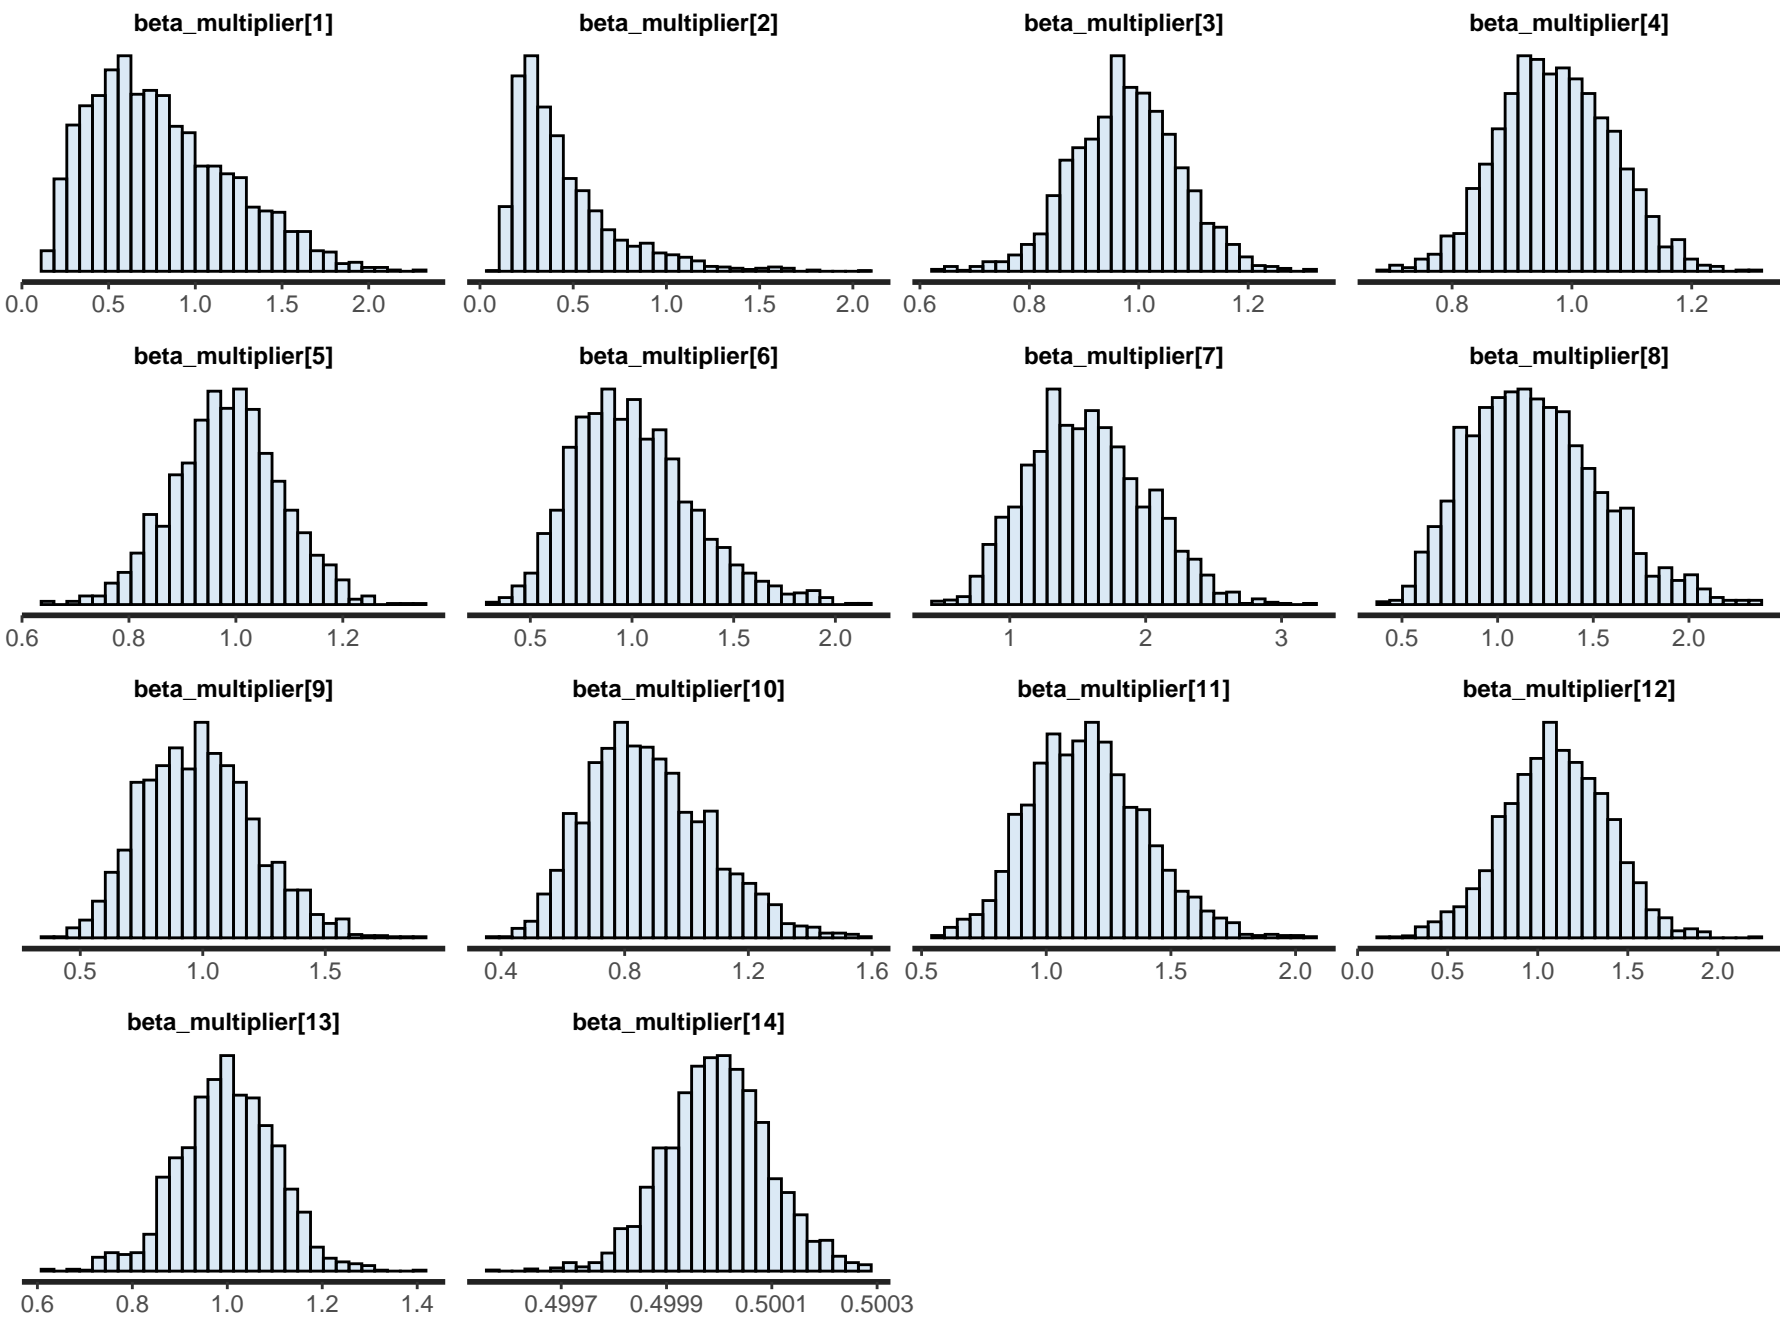 beta_multiplier[1] beta_multiplier[2] beta_multiplier[3] beta_multiplier[4]
0.0 0.5 1.0 1.5 2.0 0.0 0.5 1.0 1.5 2.0 0.6 0.8 1.0 1.2 0.8 1.0 1.2
beta_multiplier[5] beta_multiplier[6] beta_multiplier[7] beta_multiplier[8]
0.6 0.8 1.0 1.2 0.5 1.0 1.5 2.0 1 2 3 0.5 1.0 1.5 2.0
beta_multiplier[9] beta_multiplier[10] beta_multiplier[11] beta_multiplier[12]
0.5 1.0 1.5 0.4 0.8 1.2 1.6 0.5 1.0 1.5 2.0 0.0 0.5 1.0 1.5 2.0
beta_multiplier[13] beta_multiplier[14]
0.6 0.8 1.0 1.2 1.4 0.4997 0.4999 0.5001 0.5003